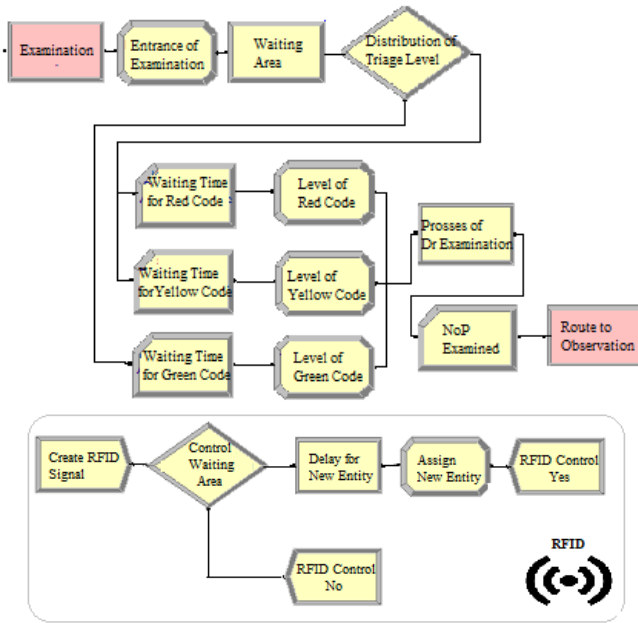 Examination
Entrance of
Examination
Waiting
Area
Distribution of
Triage Level
Waiting Time
for Red Code
Level of
Red Code
Prosses of
Dr Examination
Waiting Time
forYellow Code
Level of
Yellow Code
NoP
Examined
Route to
Observation
Waiting Time
for Green Code
Level of
Green Code
Create RFID
Signal
Control
Waiting
Area
Delay for
New Entity
Assign
New Entity
RFID Control
Yes
RFID Control
No
RFID